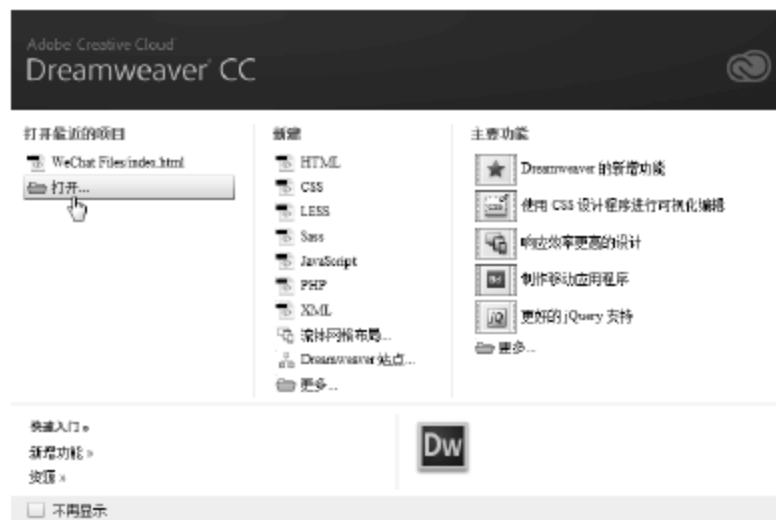 Adobe Creative Cloud
Dreamweaver CC
打开最近的项目
WeChat Files/index.html
打开...
新建
HTML
CSS
LESS
Sass
JavaScript
PHP
XML
流体网格布局...
Dreamweaver 站点...
更多...
主要功能
Dreamweaver 的新增功能
使用 CSS 设计程序进行可视化编辑
响应效率更高的设计
制作移动应用程序
jQ
更好的 jQuery 支持
更多...
快速入门 »
新增功能 »
资源 »
Dw
不再显示